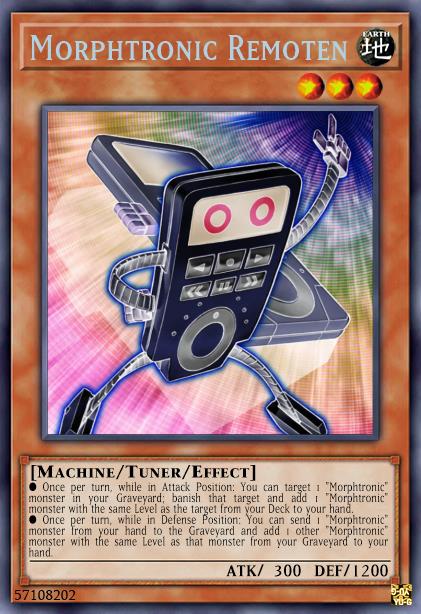 MORPHTRONIC REMOTEN
EARTH
地
[MACHINE/TUNER/EFFECT]
● Once per turn, while in Attack Position: You can target 1 "Morphtronic"
monster in your Graveyard; banish that target and add 1 "Morphtronic"
monster with the same Level as the target from your Deck to your hand.
● Once per turn, while in Defense Position: You can send 1 "Morphtronic"
monster from your hand to the Graveyard and add 1 other "Morphtronic"
monster with the same Level as that monster from your Graveyard to your
hand.
ATK/ 300 DEF/1200
57108202